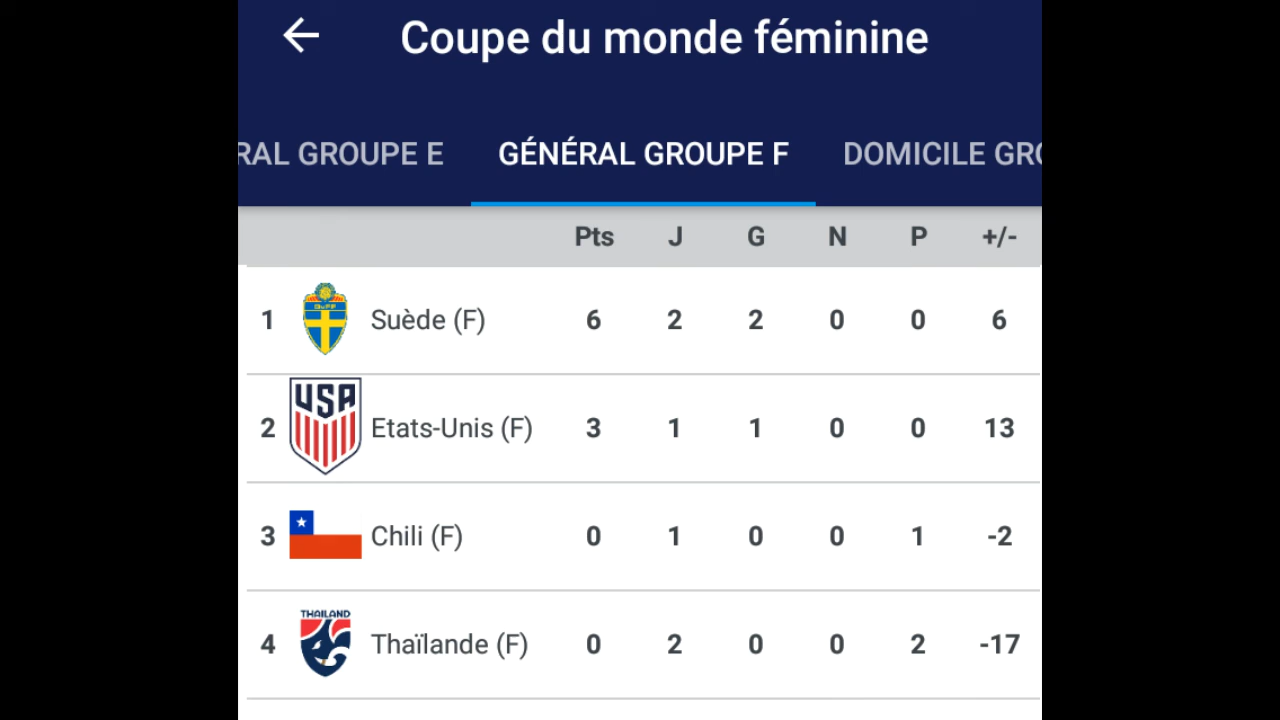 Coupe du monde féminine
RAL GROUPE E GÉNÉRAL GROUPE F DOMICILE GRO
Pts J G N P +/-
1 Suède (F) 6 2 2 0 0 6
USA
2 Etats-Unis (F) 3 1 1 0 0 13
3 Chili (F) 0 1 0 0 1 -2
THAILAND
4 Thaïlande (F) 0 2 0 0 2 -17